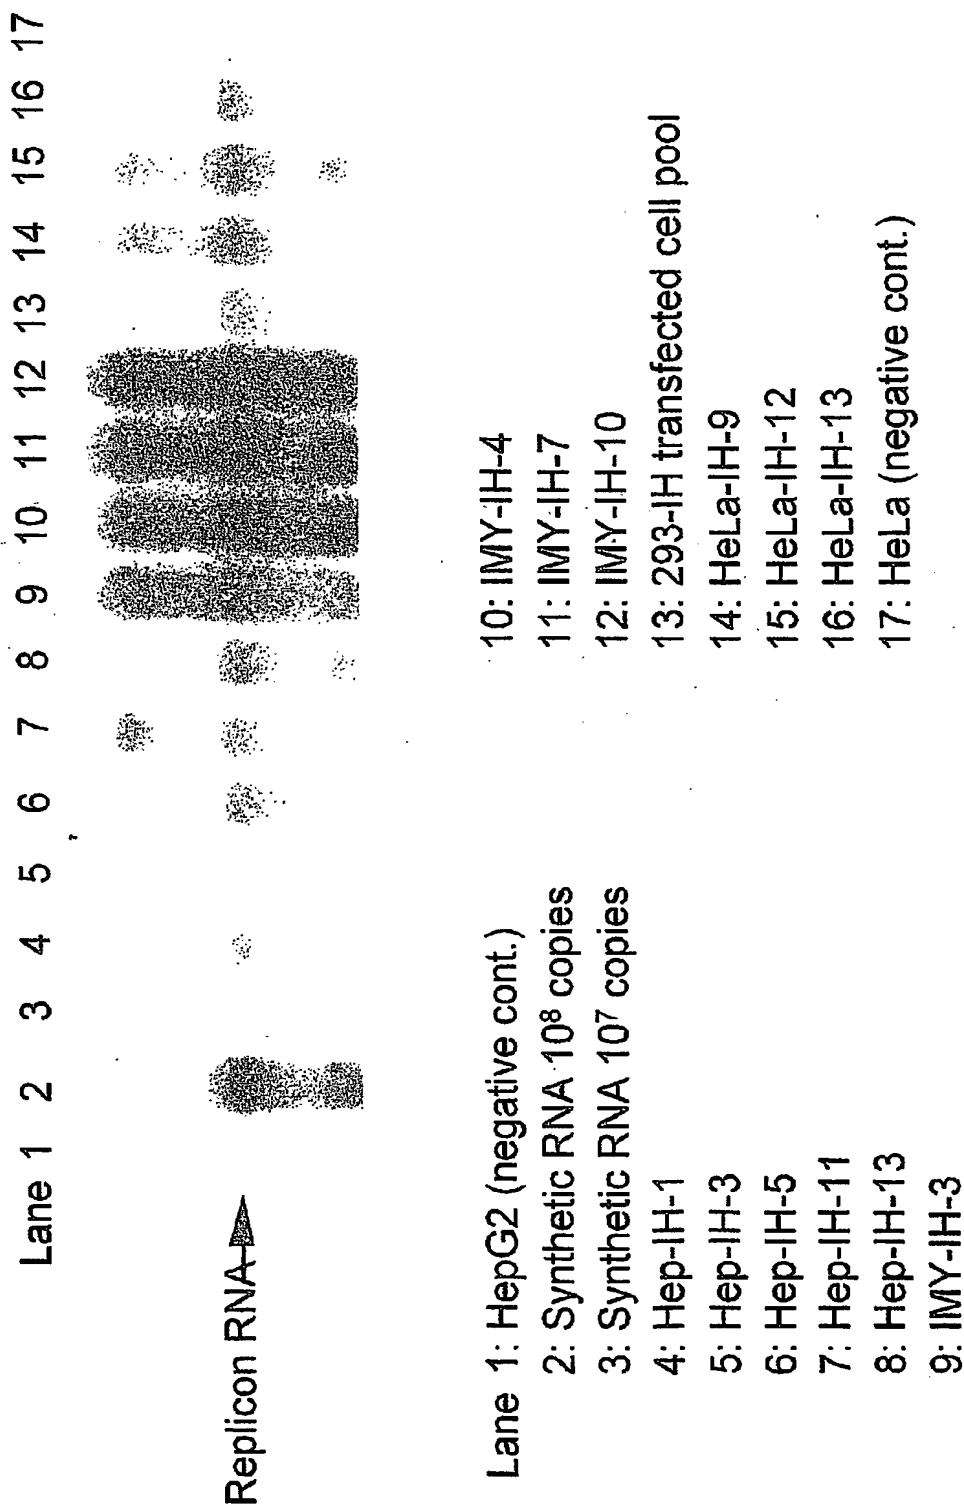 Lane 1 2 3 4 5 6 7 8 9 10 11 12 13 14 15 16 17
Replicon RNA
Lane 1: HepG2 (negative cont.)
2: Synthetic RNA 10⁸ copies
3: Synthetic RNA 10⁷ copies
4: Hep-IH-1
5: Hep-IH-3
6: Hep-IH-5
7: Hep-IH-11
8: Hep-IH-13
9: IMY-IH-3
10: IMY-IH-4
11: IMY-IH-7
12: IMY-IH-10
13: 293-IH transfected cell pool
14: HeLa-IH-9
15: HeLa-IH-12
16: HeLa-IH-13
17: HeLa (negative cont.)